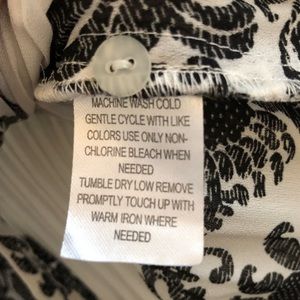 MACHINE WASH COLD
GENTLE CYCLE WITH LIKE
COLORS USE ONLY NON-
CHLORINE BLEACH WHEN
NEEDED
TUMBLE DRY LOW REMOVE
PROMPTLY TOUCH UP WITH
WARM IRON WHERE
NEEDED